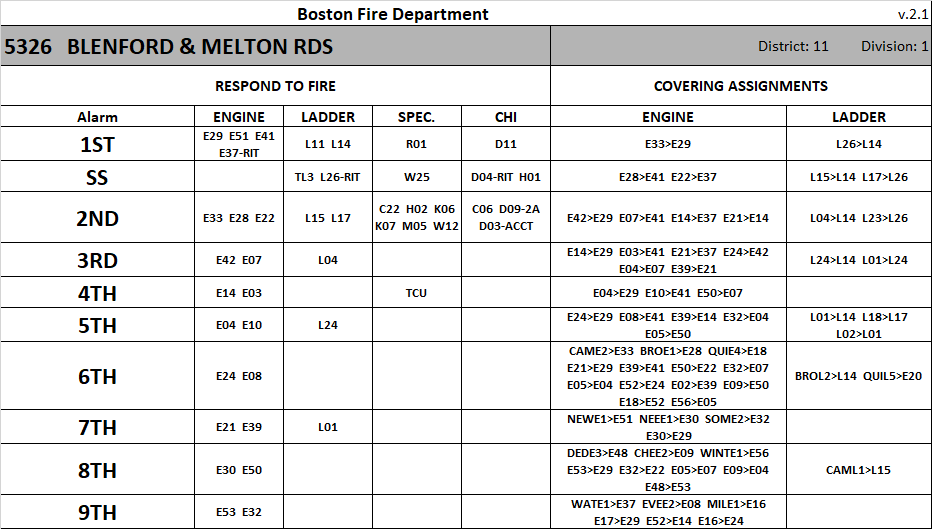 Boston Fire Department v.2.1
5326 BLENFORD & MELTON RDS District: 11 Division: 1
RESPOND TO FIRE COVERING ASSIGNMENTS
Alarm ENGINE LADDER SPEC. CHI ENGINE LADDER
1ST E29 E51 E41 E37-RIT L11 L14 R01 D11 E33>E29 L26>L14
SS TL3 L26-RIT W25 D04-RIT H01 E28>E41 E22>E37 L15>L14 L17>L26
2ND E33 E28 E22 L15 L17 C22 H02 K06 K07 M05 W12 C06 D09-2A D03-ACCT E42>E29 E07>E41 E14>E37 E21>E14 L04>L14 L23>L26
3RD E42 E07 L04 E14>E29 E03>E41 E21>E37 E24>E42 E04>E07 E39>E21 L24>L14 L01>L24
4TH E14 E03 TCU E04>E29 E10>E41 E50>E07
5TH E04 E10 L24 E24>E29 E08>E41 E39>E14 E32>E04 E05>E50 L01>L14 L18>L17 L02>L01
6TH E24 E08 CAME2>E33 BROE1>E28 QUIE4>E18 E21>E29 E39>E41 E50>E22 E32>E07 E05>E04 E52>E24 E02>E39 E09>E50 E18>E52 E56>E05 BROL2>L14 QUIL5>E20
7TH E21 E39 L01 NEWE1>E51 NEEE1>E30 SOME2>E32 E30>E29
8TH E30 E50 DEDE3>E48 CHEE2>E09 WINTE1>E56 E53>E29 E32>E22 E05>E07 E09>E04 E48>E53 CAML1>L15
9TH E53 E32 WATE1>E37 EVEE2>E08 MILE1>E16 E17>E29 E52>E14 E16>E24